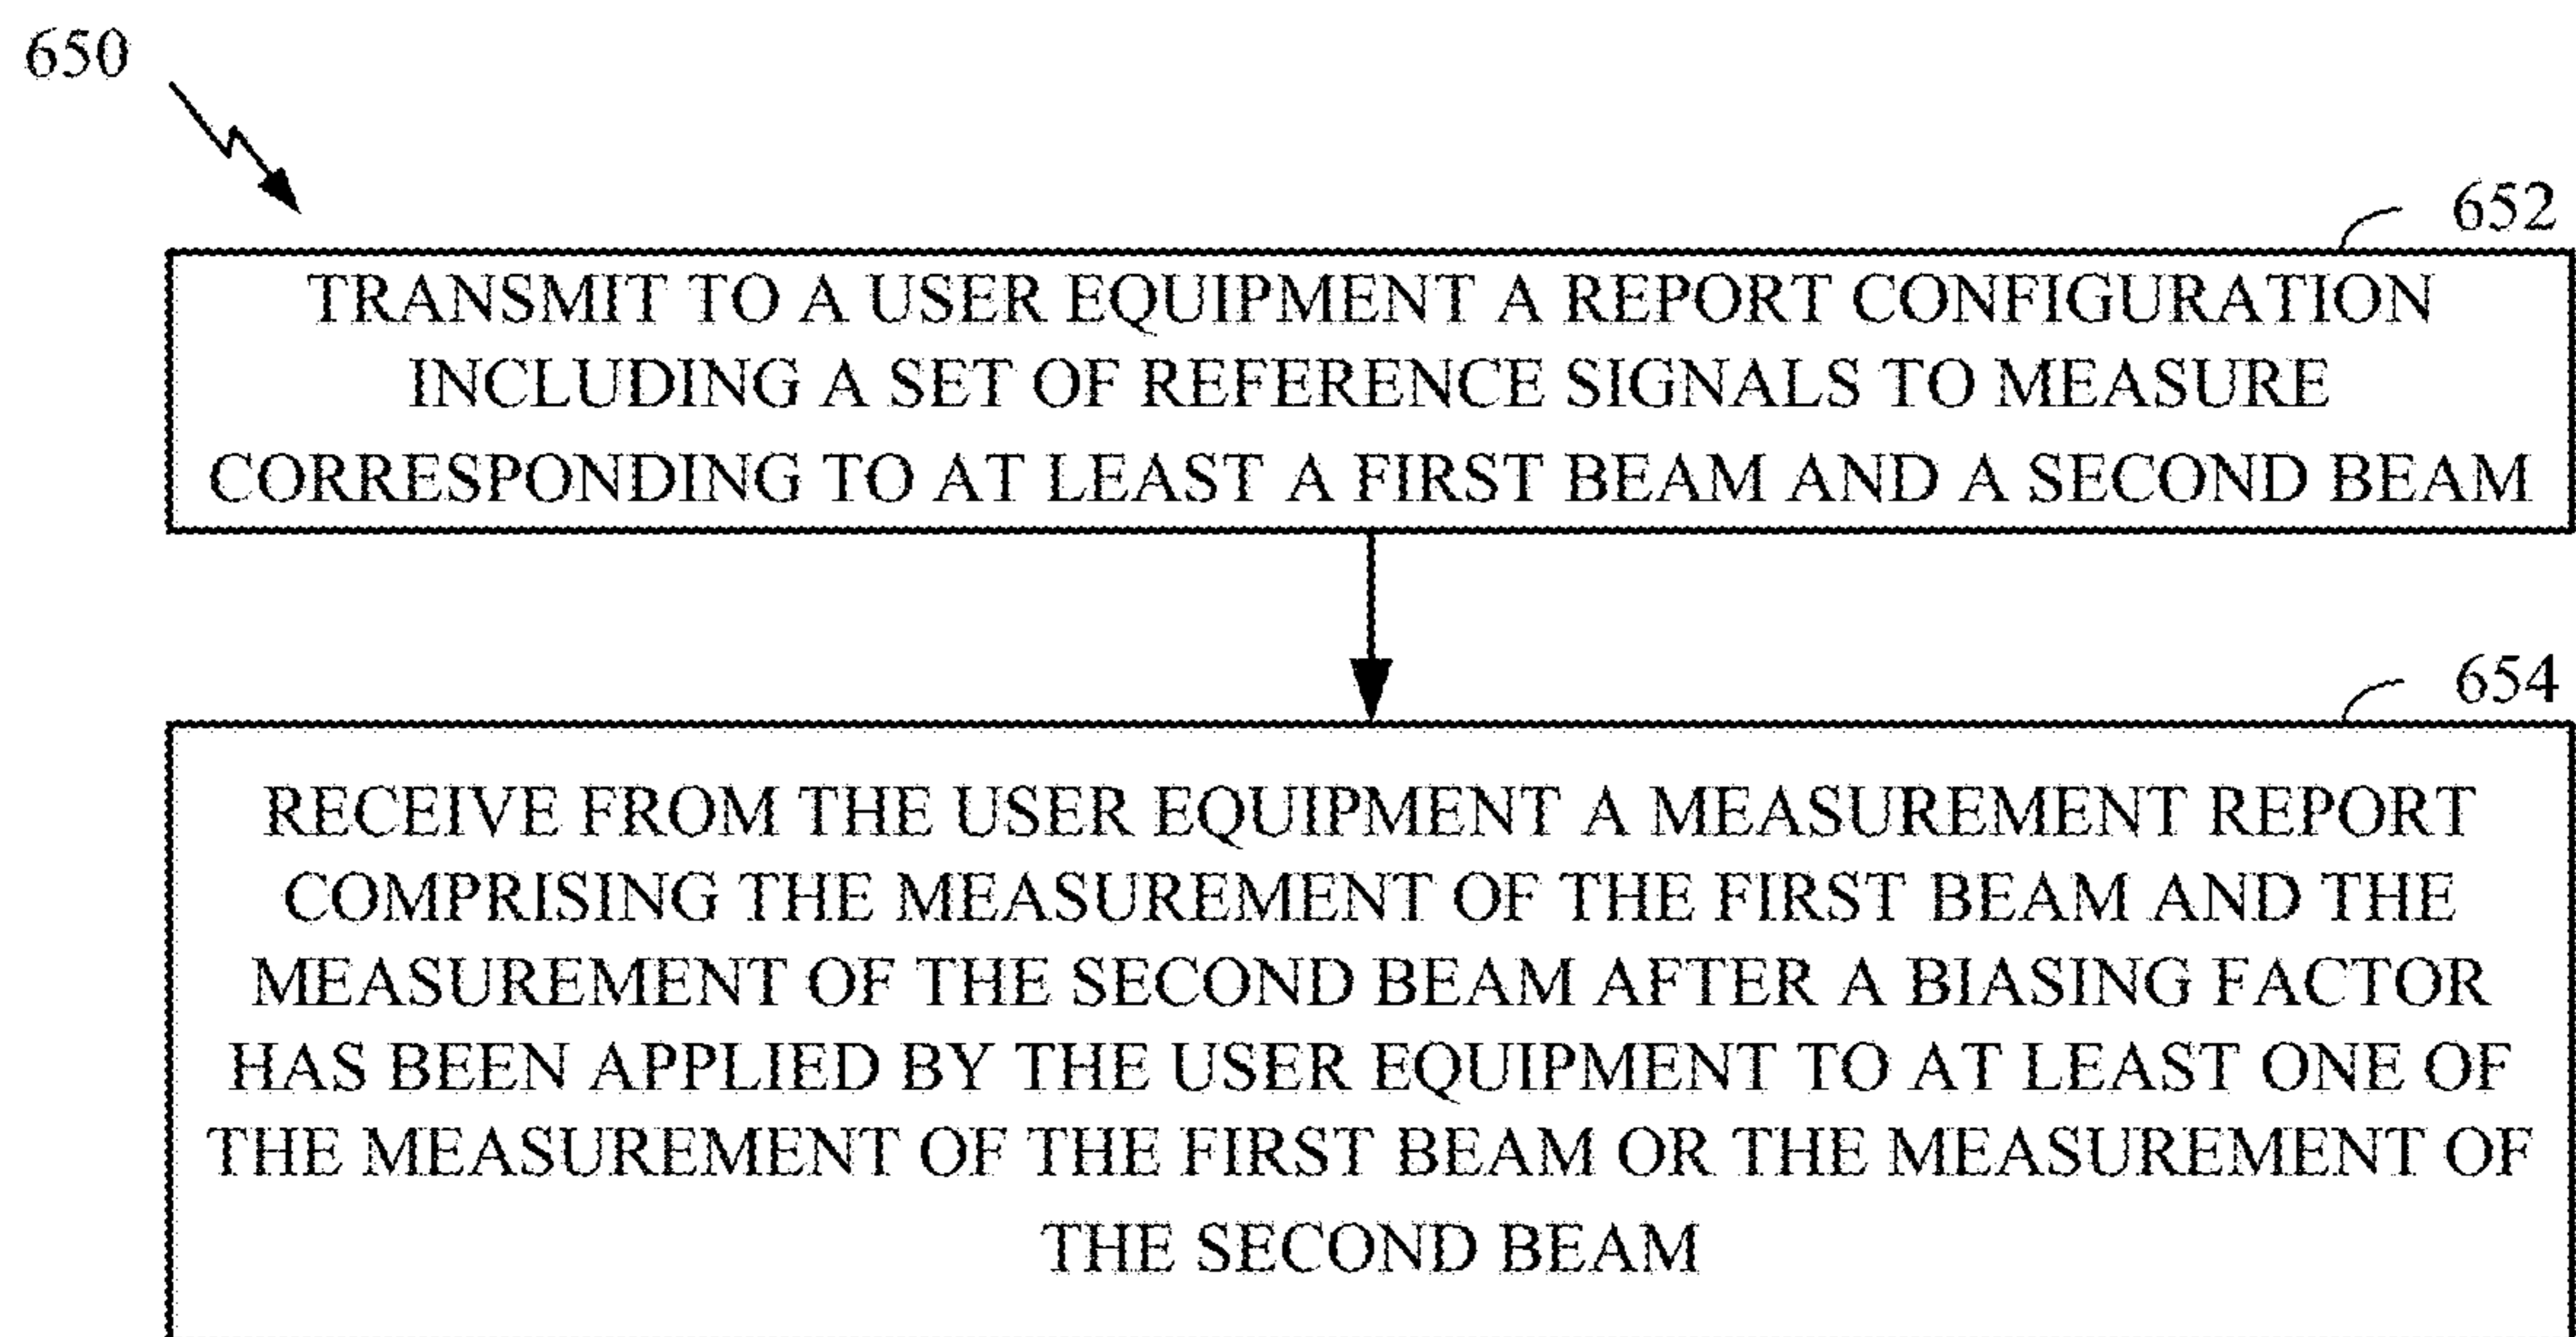 650
652
TRANSMIT TO A USER EQUIPMENT A REPORT CONFIGURATION
INCLUDING A SET OF REFERENCE SIGNALS TO MEASURE
CORRESPONDING TO AT LEAST A FIRST BEAM AND A SECOND BEAM
654
RECEIVE FROM THE USER EQUIPMENT A MEASUREMENT REPORT
COMPRISING THE MEASUREMENT OF THE FIRST BEAM AND THE
MEASUREMENT OF THE SECOND BEAM AFTER A BIASING FACTOR
HAS BEEN APPLIED BY THE USER EQUIPMENT TO AT LEAST ONE OF
THE MEASUREMENT OF THE FIRST BEAM OR THE MEASUREMENT OF
THE SECOND BEAM